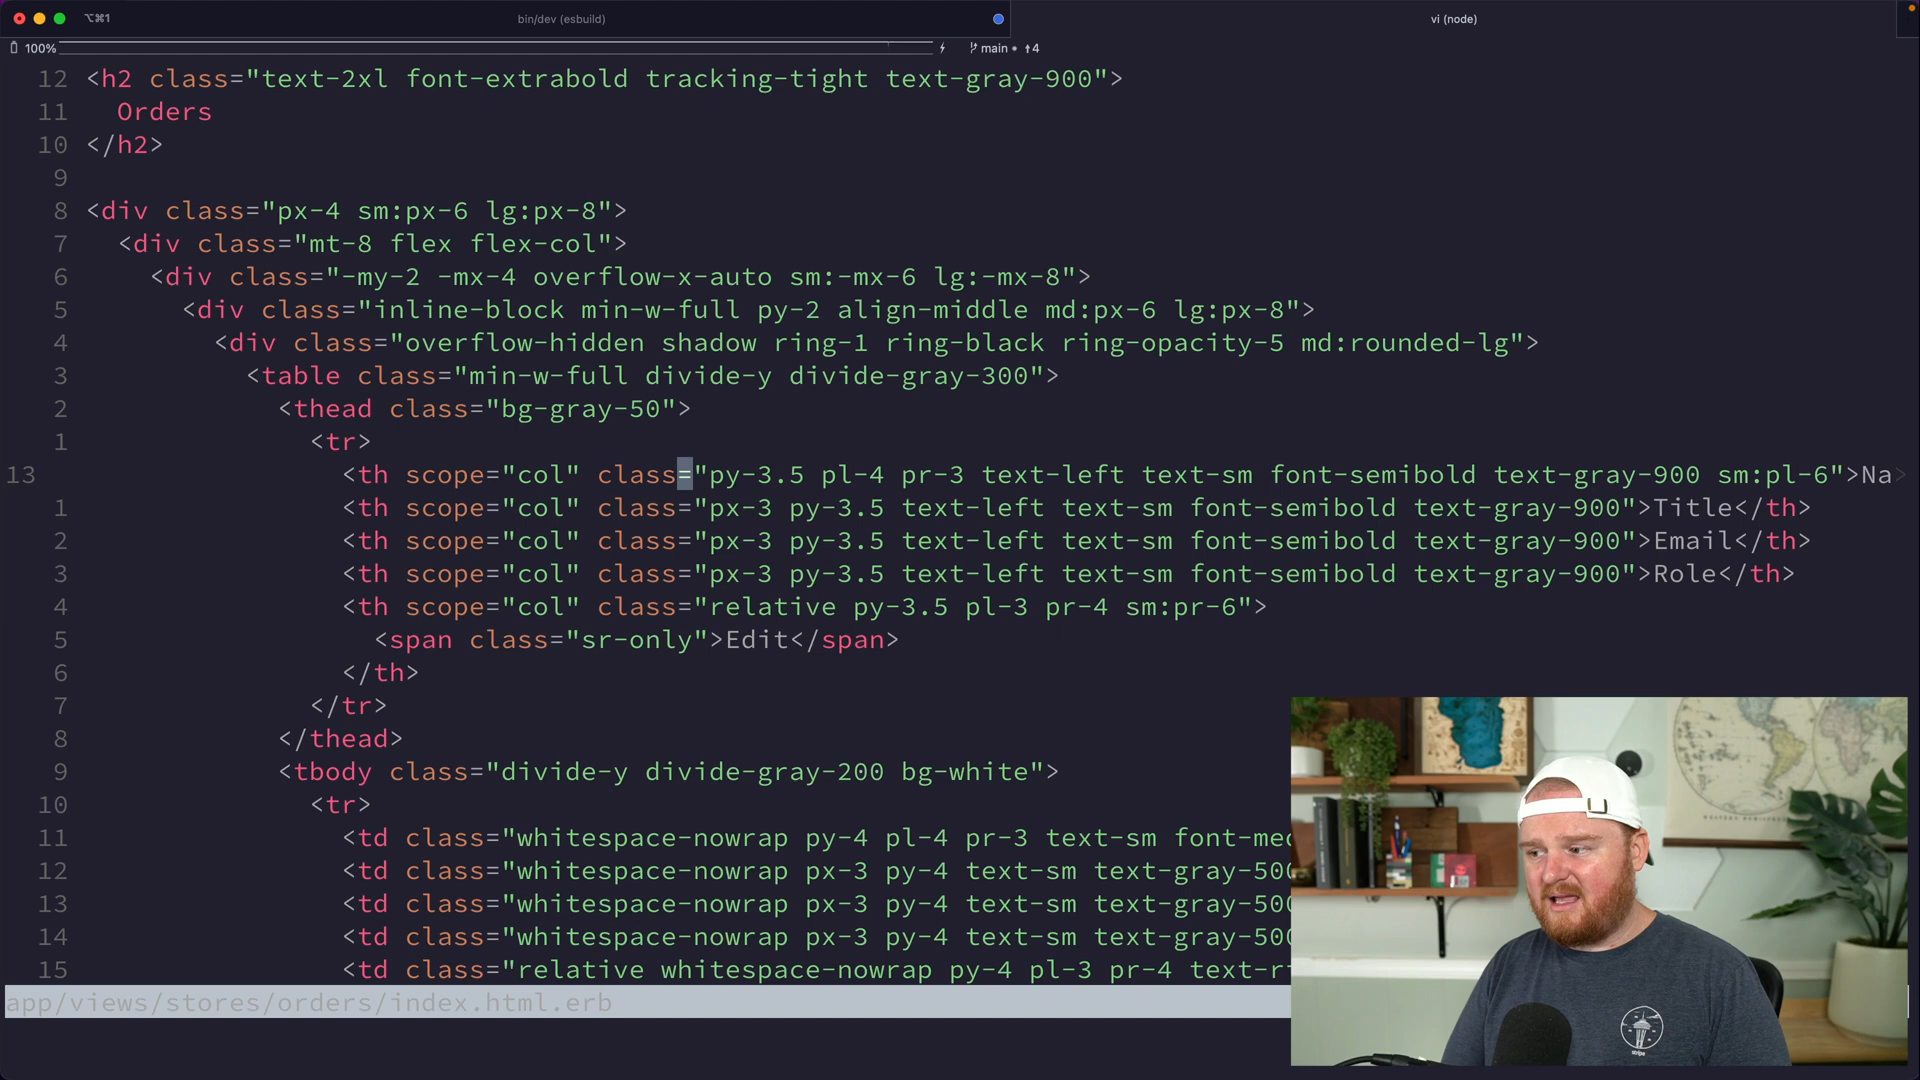 ⌥⌘1
bin/dev (esbuild)
vi (node)
100%
main • ↑4
12 <h2 class="text-2xl font-extrabold tracking-tight text-gray-900">
11 Orders
10 </h2>
9
8 <div class="px-4 sm:px-6 lg:px-8">
7 <div class="mt-8 flex flex-col">
6 <div class="-my-2 -mx-4 overflow-x-auto sm:-mx-6 lg:-mx-8">
5 <div class="inline-block min-w-full py-2 align-middle md:px-6 lg:px-8">
4 <div class="overflow-hidden shadow ring-1 ring-black ring-opacity-5 md:rounded-lg">
3 <table class="min-w-full divide-y divide-gray-300">
2 <thead class="bg-gray-50">
1 <tr>
13 <th scope="col" class="py-3.5 pl-4 pr-3 text-left text-sm font-semibold text-gray-900 sm:pl-6">Na>
1 <th scope="col" class="px-3 py-3.5 text-left text-sm font-semibold text-gray-900">Title</th>
2 <th scope="col" class="px-3 py-3.5 text-left text-sm font-semibold text-gray-900">Email</th>
3 <th scope="col" class="px-3 py-3.5 text-left text-sm font-semibold text-gray-900">Role</th>
4 <th scope="col" class="relative py-3.5 pl-3 pr-4 sm:pr-6">
5 <span class="sr-only">Edit</span>
6 </th>
7 </tr>
8 </thead>
9 <tbody class="divide-y divide-gray-200 bg-white">
10 <tr>
11 <td class="whitespace-nowrap py-4 pl-4 pr-3 text-sm font-med
12 <td class="whitespace-nowrap px-3 py-4 text-sm text-gray-500
13 <td class="whitespace-nowrap px-3 py-4 text-sm text-gray-500
14 <td class="whitespace-nowrap px-3 py-4 text-sm text-gray-500
15 <td class="relative whitespace-nowrap py-4 pl-3 pr-4 text-ri
app/views/stores/orders/index.html.erb
stripe